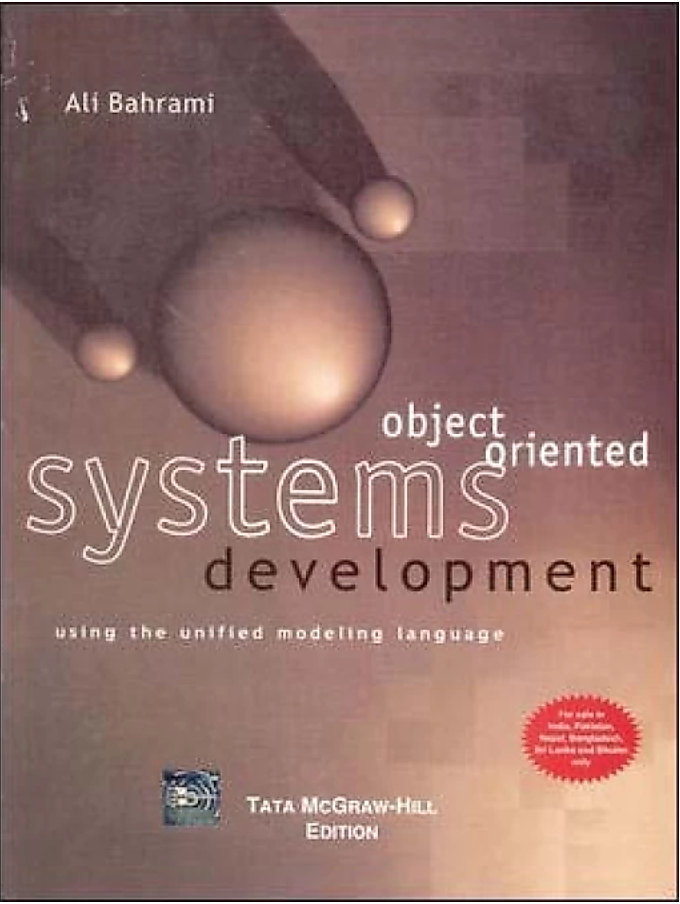 Ali Bahrami
object
oriented
systems
development
using the unified modeling language
For sale in
India, Pakistan,
Nepal, Bangladesh,
Sri Lanka and Bhutan
only
TATA MCGRAW-HILL
EDITION